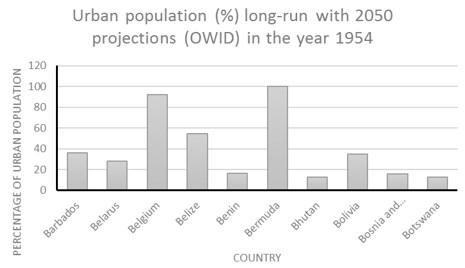 Urban population (%) long-run with 2050
projections (OWID) in the year 1954
PERCENTAGE OF URBAN POPULATION
120
100
80
60
40
20
0
Barbados
Belarus
Belgium
Belize
Benin
Bermuda
Bhutan
Bolivia
Bosnia and...
Botswana
COUNTRY